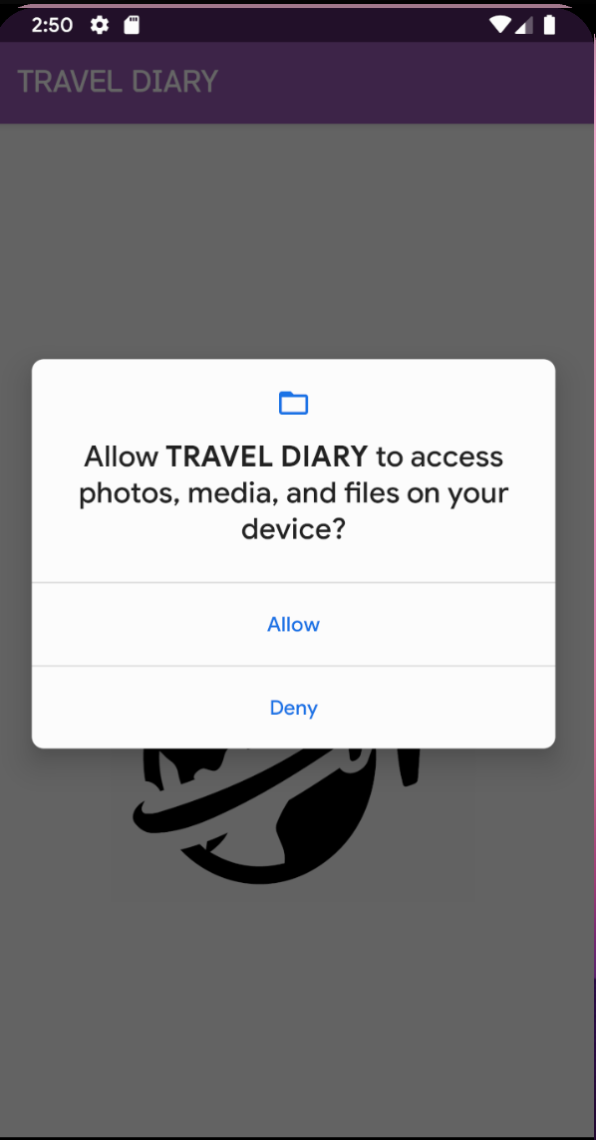 2:50
TRAVEL DIARY
Allow TRAVEL DIARY to access
photos, media, and files on your
device?
Allow
Deny